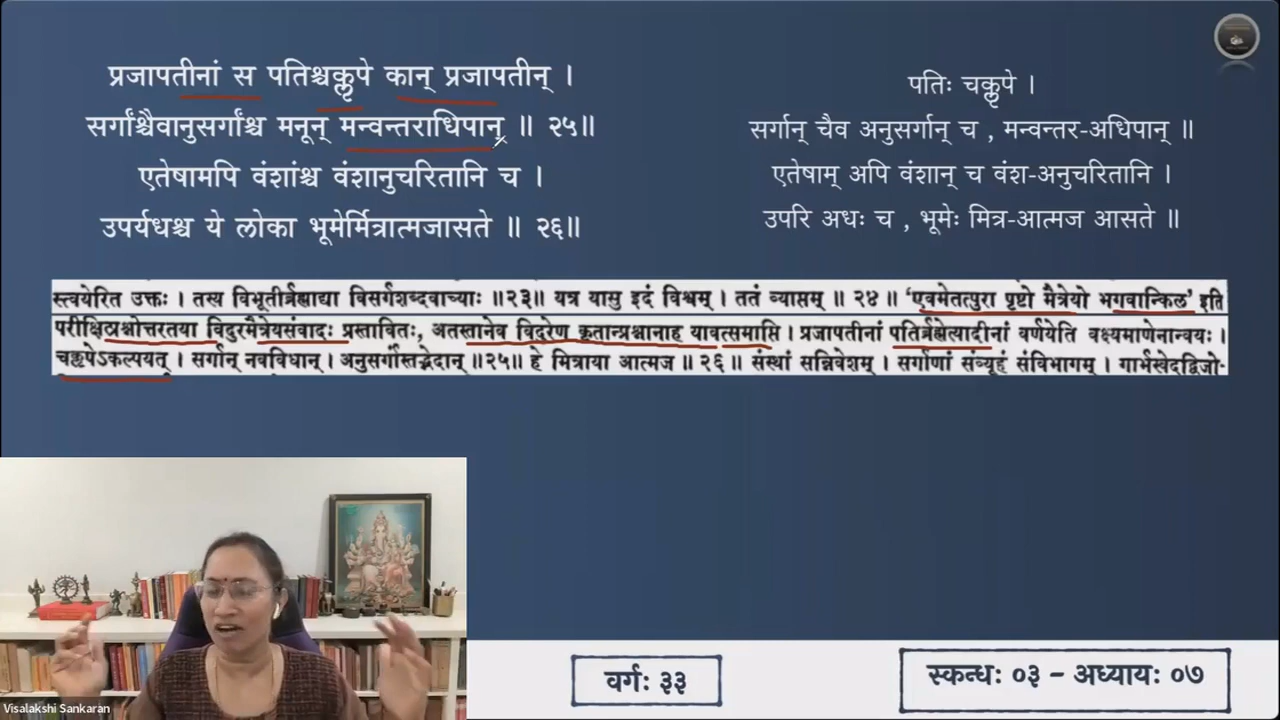 प्रजापतीनां स पतिश्चक्लृपे कान् प्रजापतीन् ।
सर्गांश्चैवानुसर्गांश्च मनून् मन्वन्तराधिपान् ॥ २५॥
एतेषामपि वंशांश्च वंशानुचरितानि च ।
उपर्यधश्च ये लोका भूमेर्मित्रात्मजासते ॥ २६॥
पतिः चक्लृपे ।
सर्गान् चैव अनुसर्गान् च , मन्वन्तर-अधिपान् ॥
एतेषाम् अपि वंशान् च वंश-अनुचरितानि ।
उपरि अधः च , भूमेः मित्र-आत्मज आसते ॥
स्त्वयेरित उक्तः । तस्य विभूतीर्ब्रह्माद्या विसर्गशब्दवाच्याः ॥२३॥ यत्र यासु इदं विश्वम् । ततं व्याप्तम् ॥ २४ ॥ ‘एवमेतत्पुरा पृष्टो मैत्रेयो भगवान्किल’ इति
परीक्षित्प्रश्नोत्तरतया विदुरमैत्रेयसंवादः प्रस्तावितः, अतस्तानेव विदुरेण कृतान्प्रश्नानाह यावत्समाप्ति । प्रजापतीनां पतिर्ब्रह्मेत्यादीनां वर्णयेति वक्ष्यमाणेनान्वयः ।
चक्लृपेऽकल्पयत् । सर्गान् नवविधान् । अनुसर्गांस्तद्भेदान् ॥२५॥ हे मित्राया आत्मज ॥ २६ ॥ संस्थां सन्निवेशम् । सर्गाणां संव्यूहं संविभागम् । गार्भस्वेदद्विजो-
वर्गः ३३
स्कन्धः ०३ – अध्यायः ०७
Visalakshi Sankaran